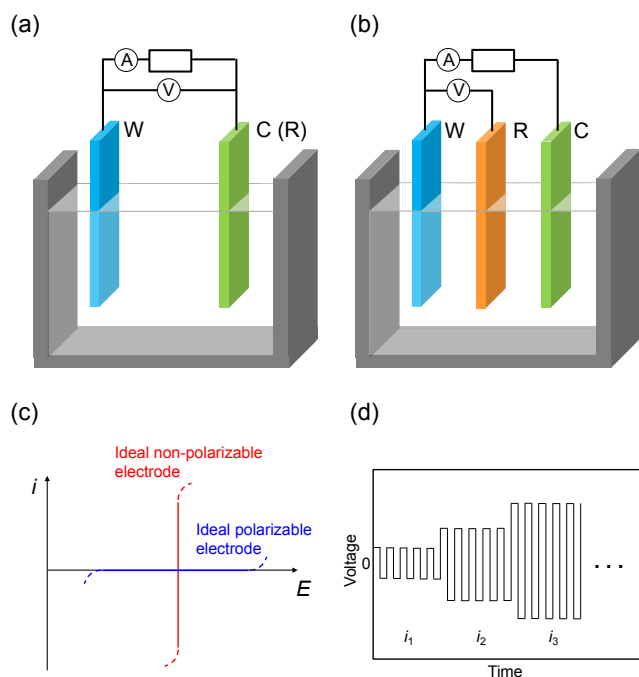 (a)
A
V
W
C (R)
(b)
A
V
W
R
C
(c)
Ideal non-polarizable
electrode
i
Ideal polarizable
electrode
E
(d)
Voltage
0
...
i1
i2
i3
Time